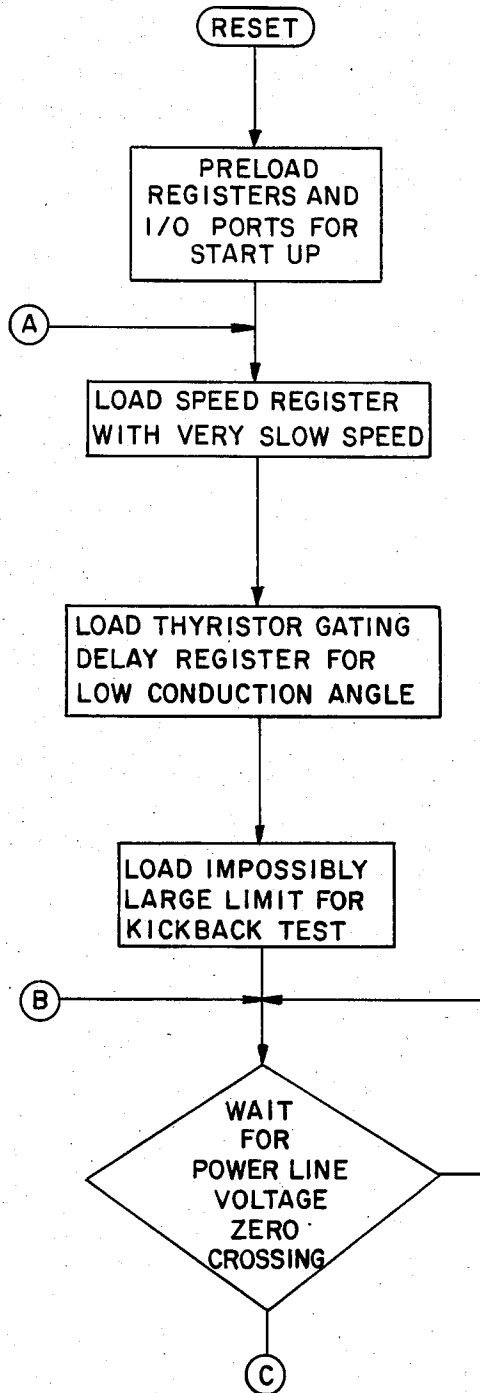 RESET
PRELOAD
REGISTERS AND
I/O PORTS FOR
START UP
A
LOAD SPEED REGISTER
WITH VERY SLOW SPEED
LOAD THYRISTOR GATING
DELAY REGISTER FOR
LOW CONDUCTION ANGLE
LOAD IMPOSSIBLY
LARGE LIMIT FOR
KICKBACK TEST
B
WAIT
FOR
POWER LINE
VOLTAGE
ZERO
CROSSING
C